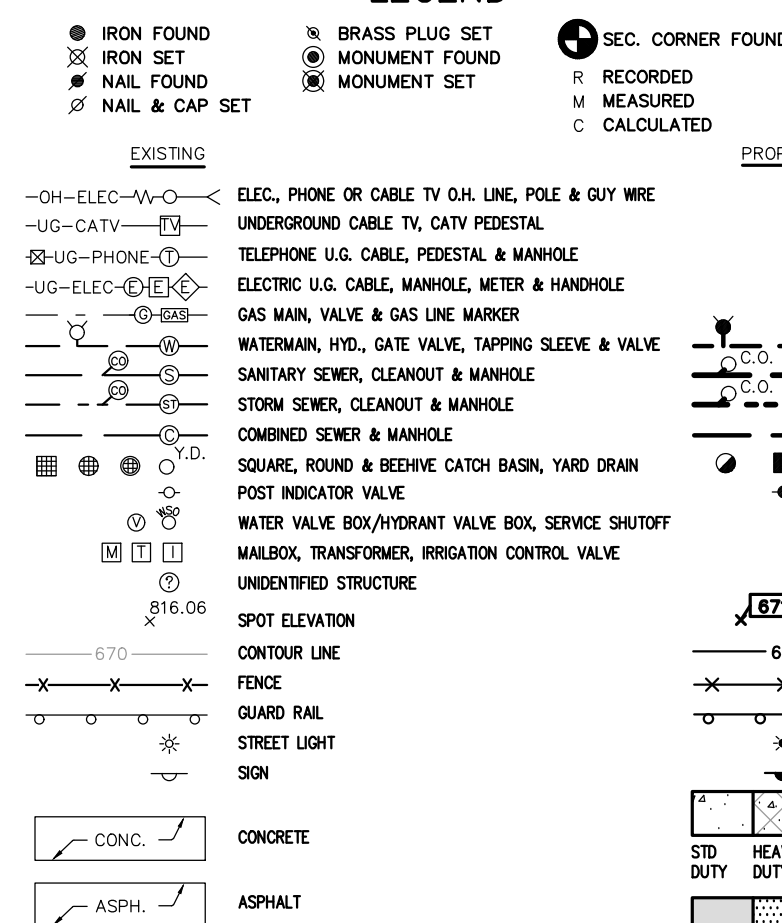 IRON FOUND
IRON SET
NAIL FOUND
NAIL & CAP SET
BRASS PLUG SET
MONUMENT FOUND
MONUMENT SET
SEC. CORNER FOUND
R RECORDED
M MEASURED
C CALCULATED
EXISTING
OH-ELEC ELEC., PHONE OR CABLE TV O.H. LINE, POLE & GUY WIRE
UG-CATV TV UNDERGROUND CABLE TV, CATV PEDESTAL
UG-PHONE T TELEPHONE U.G. CABLE, PEDESTAL & MANHOLE
UG-ELEC E E E ELECTRIC U.G. CABLE, MANHOLE, METER & HANDHOLE
G GAS GAS MAIN, VALVE & GAS LINE MARKER
W WATERMAIN, HYD., GATE VALVE, TAPPING SLEEVE & VALVE
CO S SANITARY SEWER, CLEANOUT & MANHOLE C.O.
CO ST STORM SEWER, CLEANOUT & MANHOLE C.O.
C COMBINED SEWER & MANHOLE
Y.D. SQUARE, ROUND & BEEHIVE CATCH BASIN, YARD DRAIN
POST INDICATOR VALVE
V WSO WATER VALVE BOX/HYDRANT VALVE BOX, SERVICE SHUTOFF
M T I MAILBOX, TRANSFORMER, IRRIGATION CONTROL VALVE
? UNIDENTIFIED STRUCTURE
816.06 SPOT ELEVATION
670 CONTOUR LINE
FENCE
GUARD RAIL
STREET LIGHT
SIGN
CONC. CONCRETE
STD
DUTY
ASPH. ASPHALT